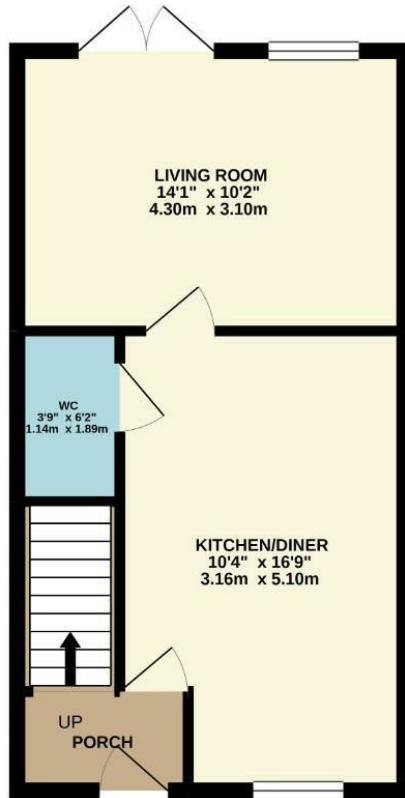 LIVING ROOM
14'1" x 10'2"
4.30m x 3.10m
WC
3'9" x 6'2"
1.14m x 1.89m
KITCHEN/DINER
10'4" x 16'9"
3.16m x 5.10m
UP
PORCH